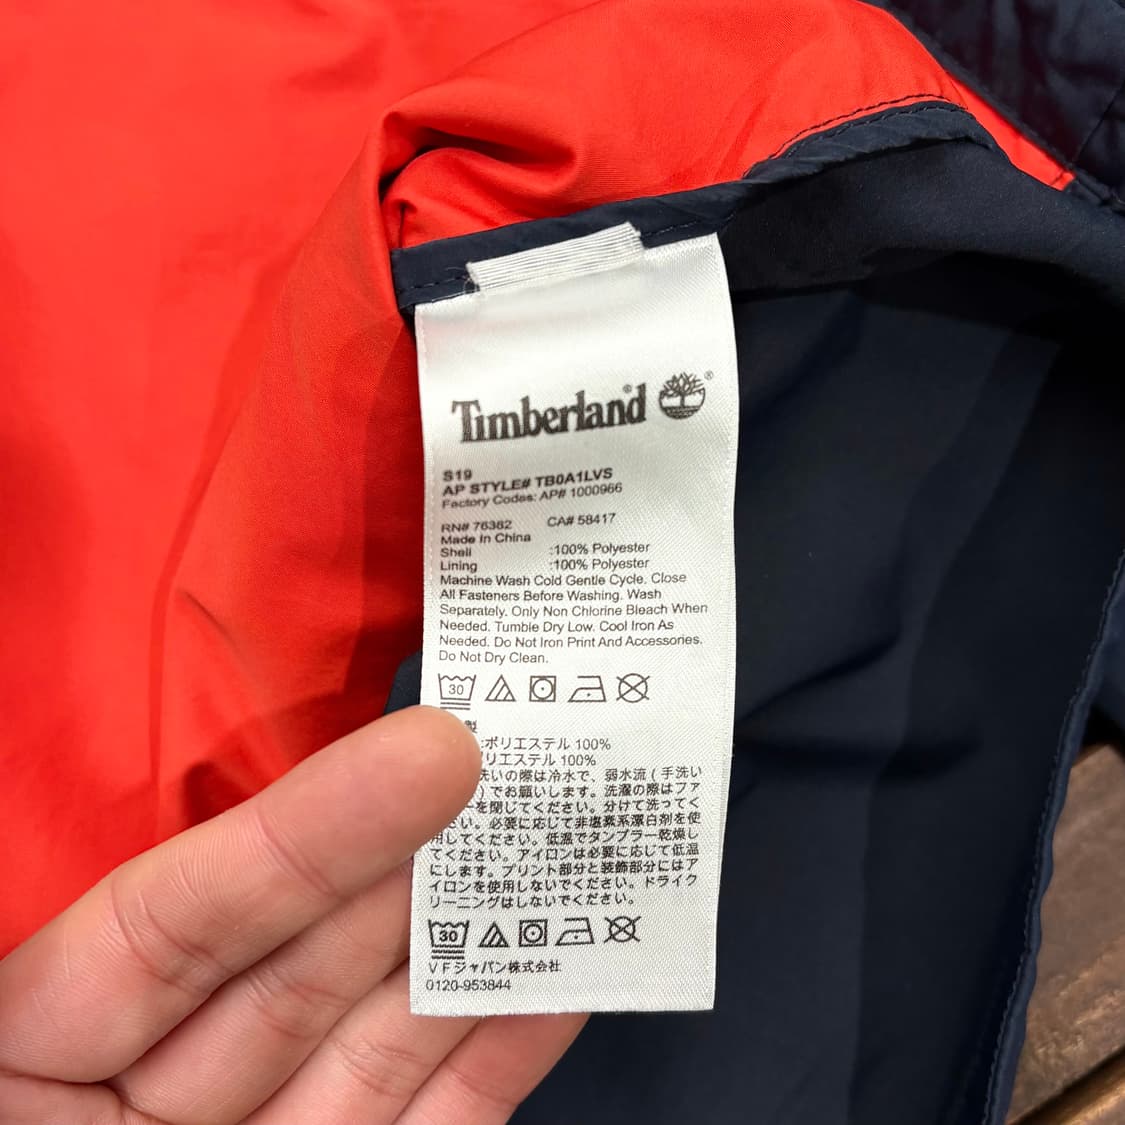 Timberland®
®
S19
AP STYLE# TB0A1LVS
Factory Codes: AP# 1000966
RN# 76382 CA# 58417
Made In China
Shell :100% Polyester
Lining :100% Polyester
Machine Wash Cold Gentle Cycle. Close
All Fasteners Before Washing. Wash
Separately. Only Non Chlorine Bleach When
Needed. Tumble Dry Low. Cool Iron As
Needed. Do Not Iron Print And Accessories.
Do Not Dry Clean.
30
製
:ポリエステル 100%
リエステル 100%
洗いの際は冷水で、弱水流 ( 手洗い
) でお願いします。洗濯の際はファ
ーを閉じてください。分けて洗ってく
さい。必要に応じて非塩素系漂白剤を使
用してください。低温でタンブラー乾燥し
てください。アイロンは必要に応じて低温
にします。プリント部分と装飾部分にはア
イロンを使用しないでください。ドライク
リーニングはしないでください。
30
VFジャパン株式会社
0120-953844